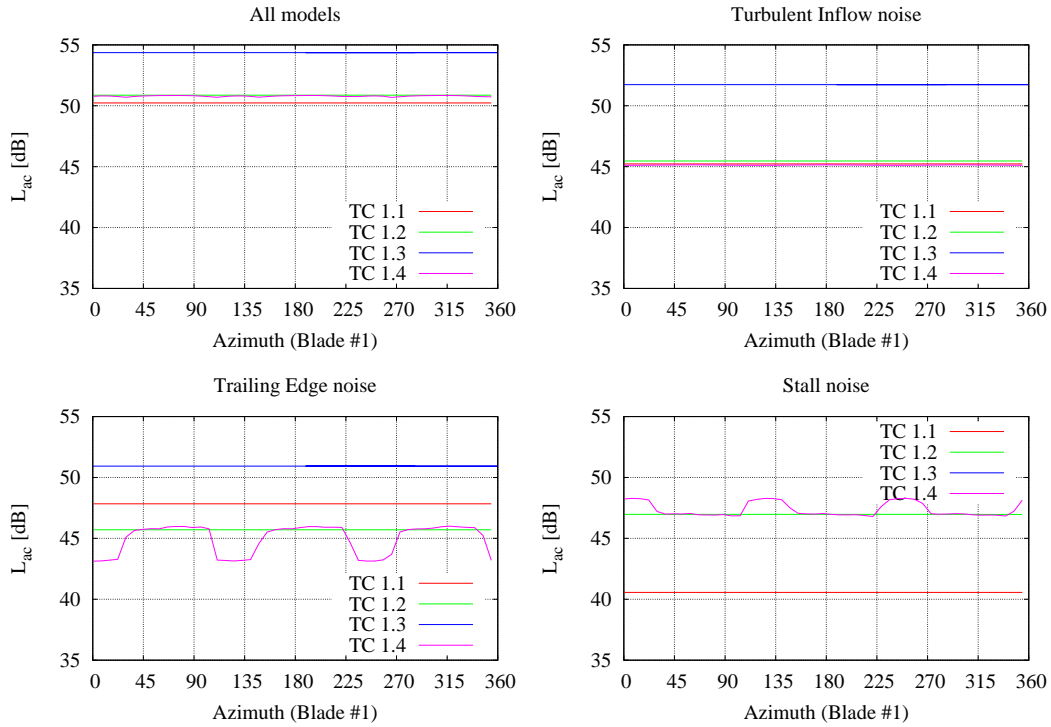 All models
55
50
45
40
35
L_ac [dB]
TC 1.1
TC 1.2
TC 1.3
TC 1.4
0 45 90 135 180 225 270 315 360
Azimuth (Blade #1)
Turbulent Inflow noise
55
50
45
40
35
L_ac [dB]
TC 1.1
TC 1.2
TC 1.3
TC 1.4
0 45 90 135 180 225 270 315 360
Azimuth (Blade #1)
Trailing Edge noise
55
50
45
40
35
L_ac [dB]
TC 1.1
TC 1.2
TC 1.3
TC 1.4
0 45 90 135 180 225 270 315 360
Azimuth (Blade #1)
Stall noise
55
50
45
40
35
L_ac [dB]
TC 1.1
TC 1.2
TC 1.3
TC 1.4
0 45 90 135 180 225 270 315 360
Azimuth (Blade #1)